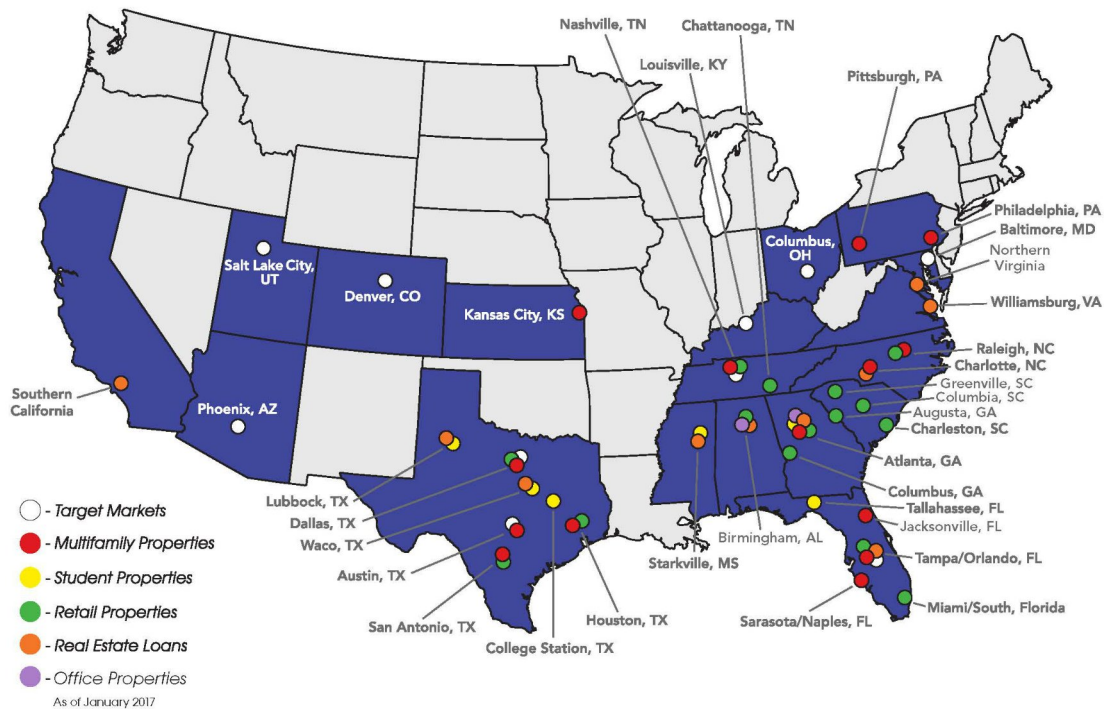 Nashville, TN
Chattanooga, TN
Louisville, KY
Pittsburgh, PA
Philadelphia, PA
Baltimore, MD
Northern
Virginia
Columbus,
OH
Salt Lake City,
UT
Denver, CO
Kansas City, KS
Williamsburg, VA
Raleigh, NC
Charlotte, NC
Greenville, SC
Columbia, SC
Augusta, GA
Charleston, SC
Southern
California
Phoenix, AZ
Atlanta, GA
Columbus, GA
Tallahassee, FL
Jacksonville, FL
Lubbock, TX
Dallas, TX
Waco, TX
Birmingham, AL
Starkville, MS
Tampa/Orlando, FL
Austin, TX
San Antonio, TX
Houston, TX
College Station, TX
Miami/South, Florida
Sarasota/Naples, FL
- Target Markets
- Multifamily Properties
- Student Properties
- Retail Properties
- Real Estate Loans
- Office Properties
As of January 2017